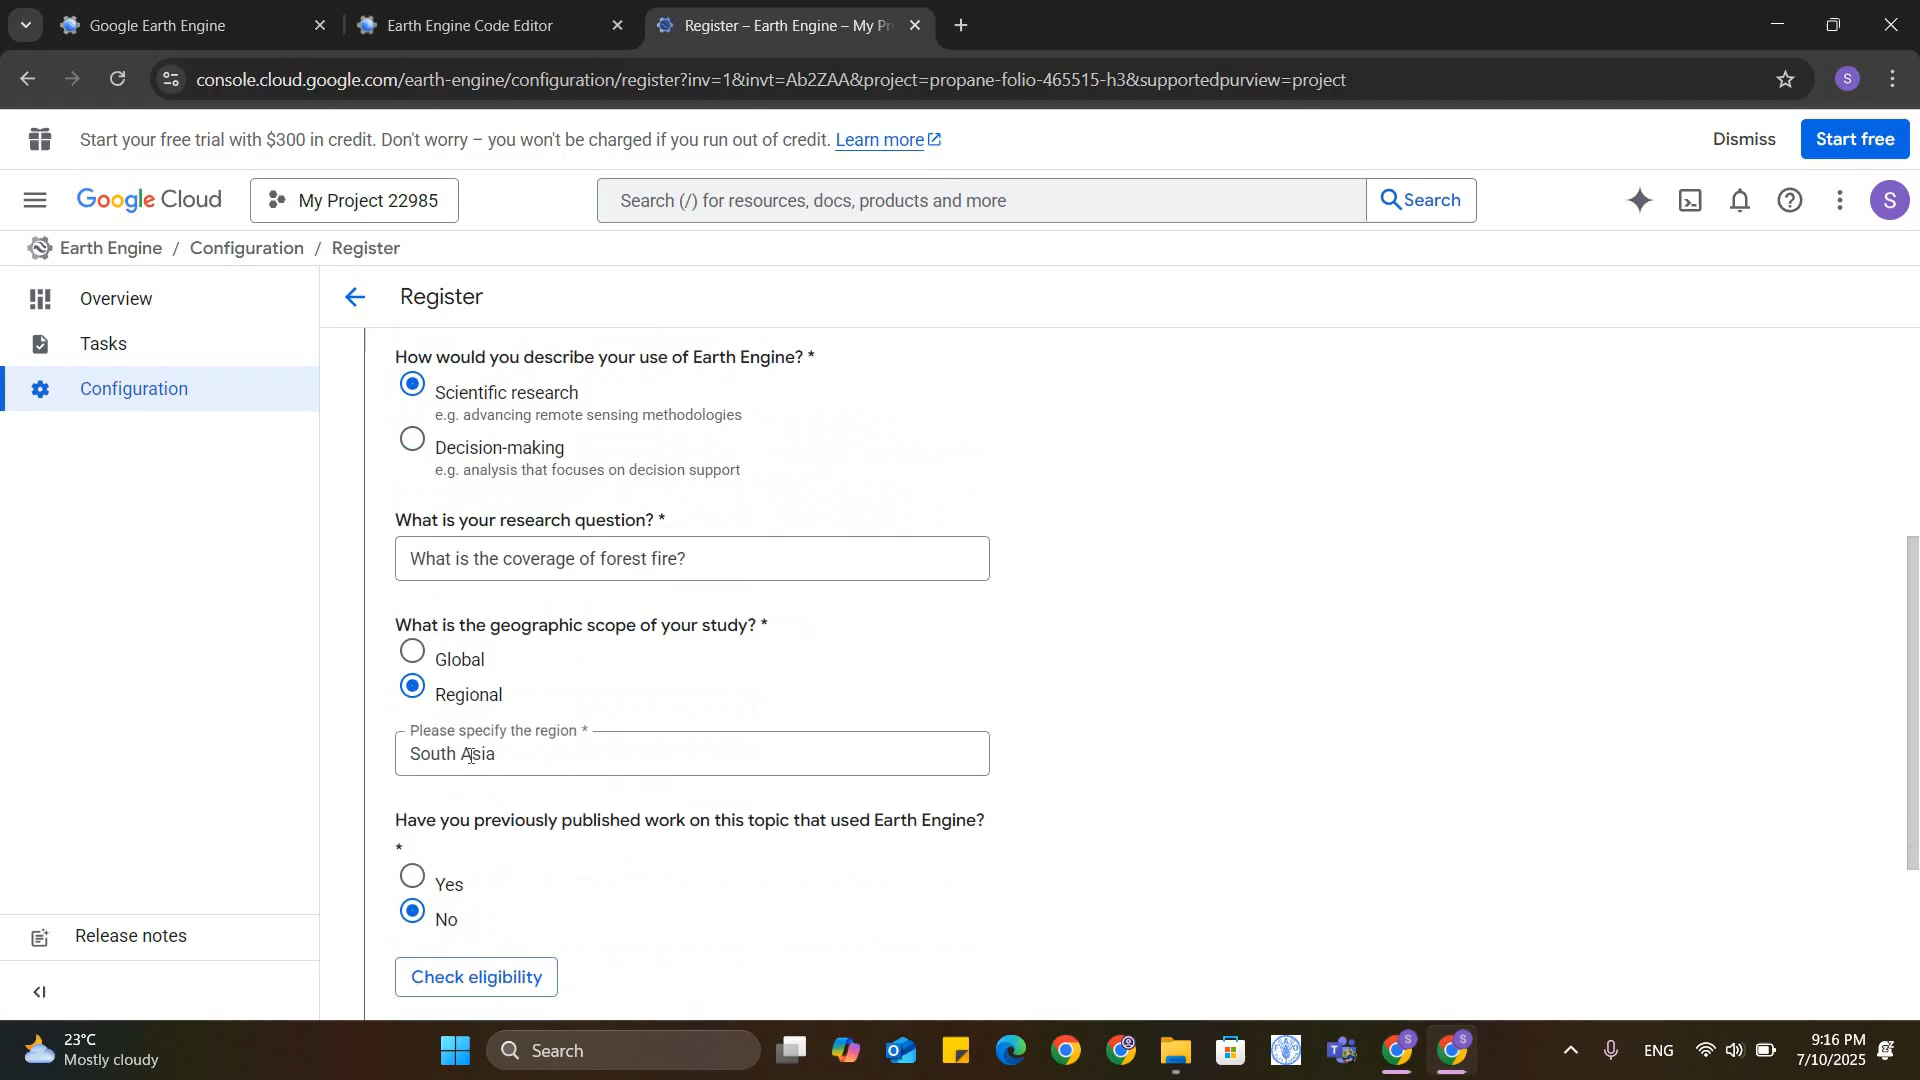 Google Earth Engine
Earth Engine Code Editor
Register – Earth Engine – My Pr
console.cloud.google.com/earth-engine/configuration/register?inv=1&invt=Ab2ZAA&project=propane-folio-465515-h3&supportedpurview=project
S
Start your free trial with $300 in credit. Don't worry – you won't be charged if you run out of credit. Learn more
Dismiss
Start free
Google Cloud
My Project 22985
Search (/) for resources, docs, products and more
Search
S
Earth Engine / Configuration / Register
Overview
Tasks
Configuration
Release notes
Register
How would you describe your use of Earth Engine? *
Scientific research
e.g. advancing remote sensing methodologies
Decision-making
e.g. analysis that focuses on decision support
What is your research question? *
What is the coverage of forest fire?
What is the geographic scope of your study? *
Global
Regional
Please specify the region *
South Asia
Have you previously published work on this topic that used Earth Engine?
*
Yes
No
Check eligibility
23°C
Mostly cloudy
Search
ENG
9:16 PM
7/10/2025